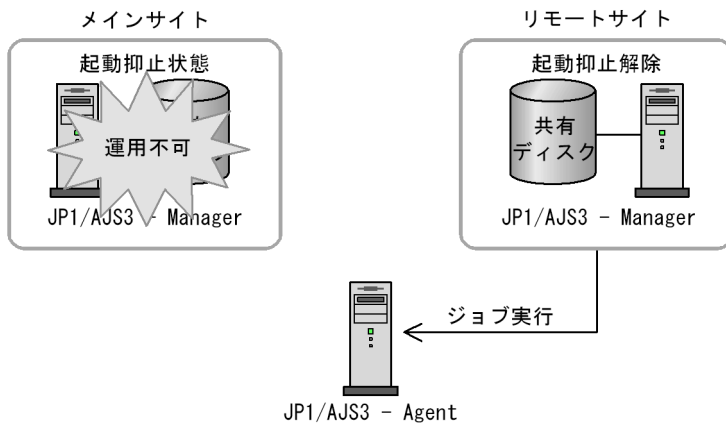 メインサイト
起動抑止状態
運用不可
JP1/AJS3 - Manager
リモートサイト
起動抑止解除
共有
ディスク
JP1/AJS3 - Manager
ジョブ実行
JP1/AJS3 - Agent